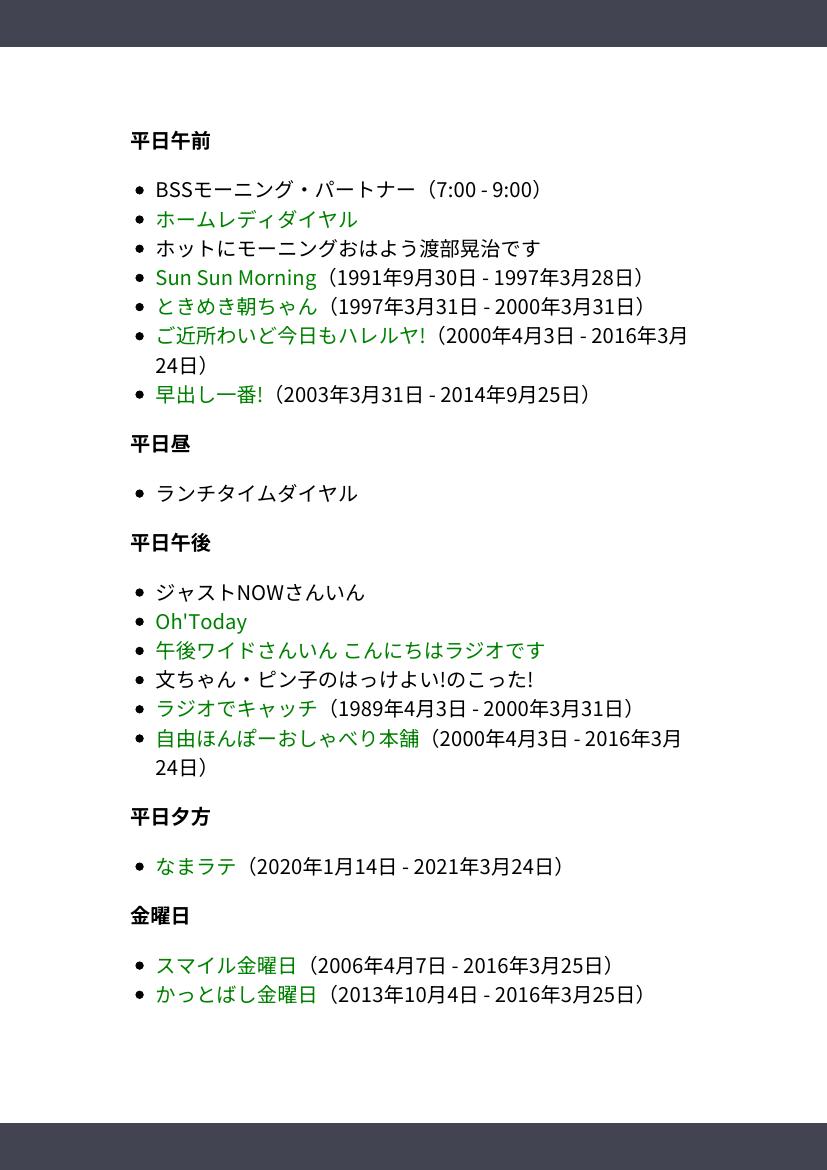 平日午前
BSSモーニング・パートナー（7:00 - 9:00）
ホームレディダイヤル
ホットにモーニングおはよう渡部晃治です
Sun Sun Morning（1991年9月30日 - 1997年3月28日）
ときめき朝ちゃん（1997年3月31日 - 2000年3月31日）
ご近所わいど今日もハレルヤ!（2000年4月3日 - 2016年3月
24日）
早出し一番!（2003年3月31日 - 2014年9月25日）
平日昼
ランチタイムダイヤル
平日午後
ジャストNOWさんいん
Oh'Today
午後ワイドさんいん こんにちはラジオです
文ちゃん・ピン子のはっけよい!のこった!
ラジオでキャッチ（1989年4月3日 - 2000年3月31日）
自由ほんぽーおしゃべり本舗（2000年4月3日 - 2016年3月
24日）
平日夕方
なまラテ（2020年1月14日 - 2021年3月24日）
金曜日
スマイル金曜日（2006年4月7日 - 2016年3月25日）
かっとばし金曜日（2013年10月4日 - 2016年3月25日）